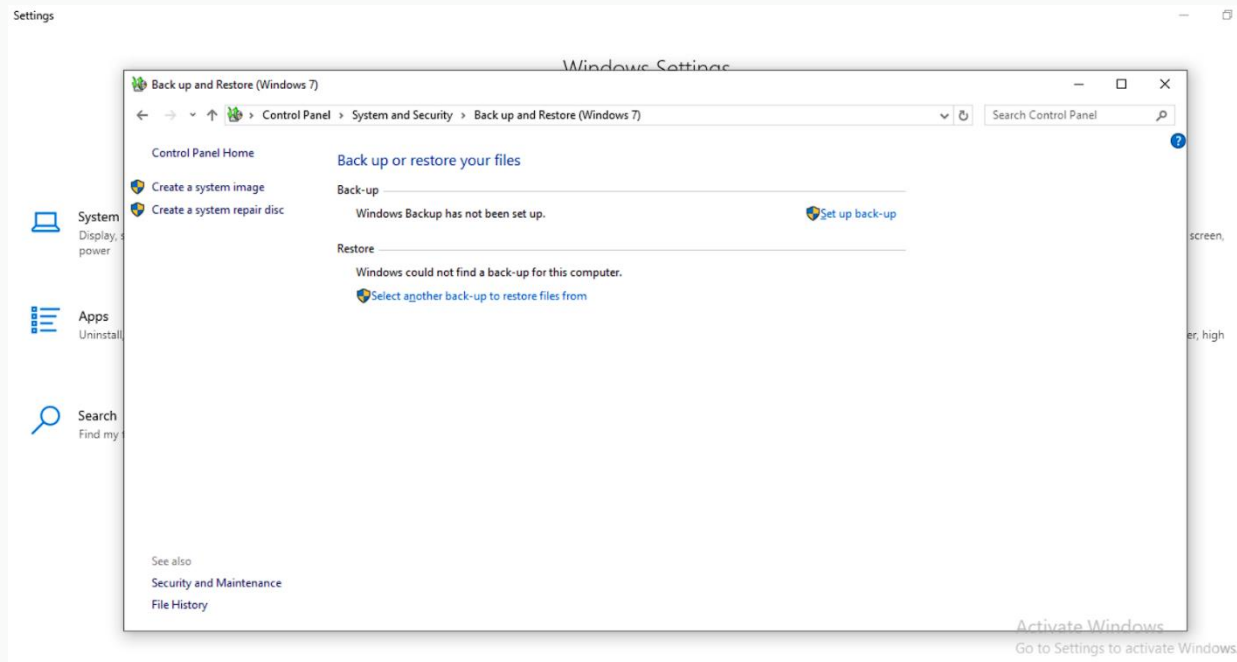 Settings
Windows Settings
Back up and Restore (Windows 7)
Control Panel > System and Security > Back up and Restore (Windows 7)
Search Control Panel
Control Panel Home
Create a system image
Create a system repair disc
Back up or restore your files
Back-up
Windows Backup has not been set up.
Set up back-up
Restore
Windows could not find a back-up for this computer.
Select another back-up to restore files from
See also
Security and Maintenance
File History
System
Display,
power
Apps
Uninstall,
Search
Find my
screen,
high
Activate Windows
Go to Settings to activate Windows.